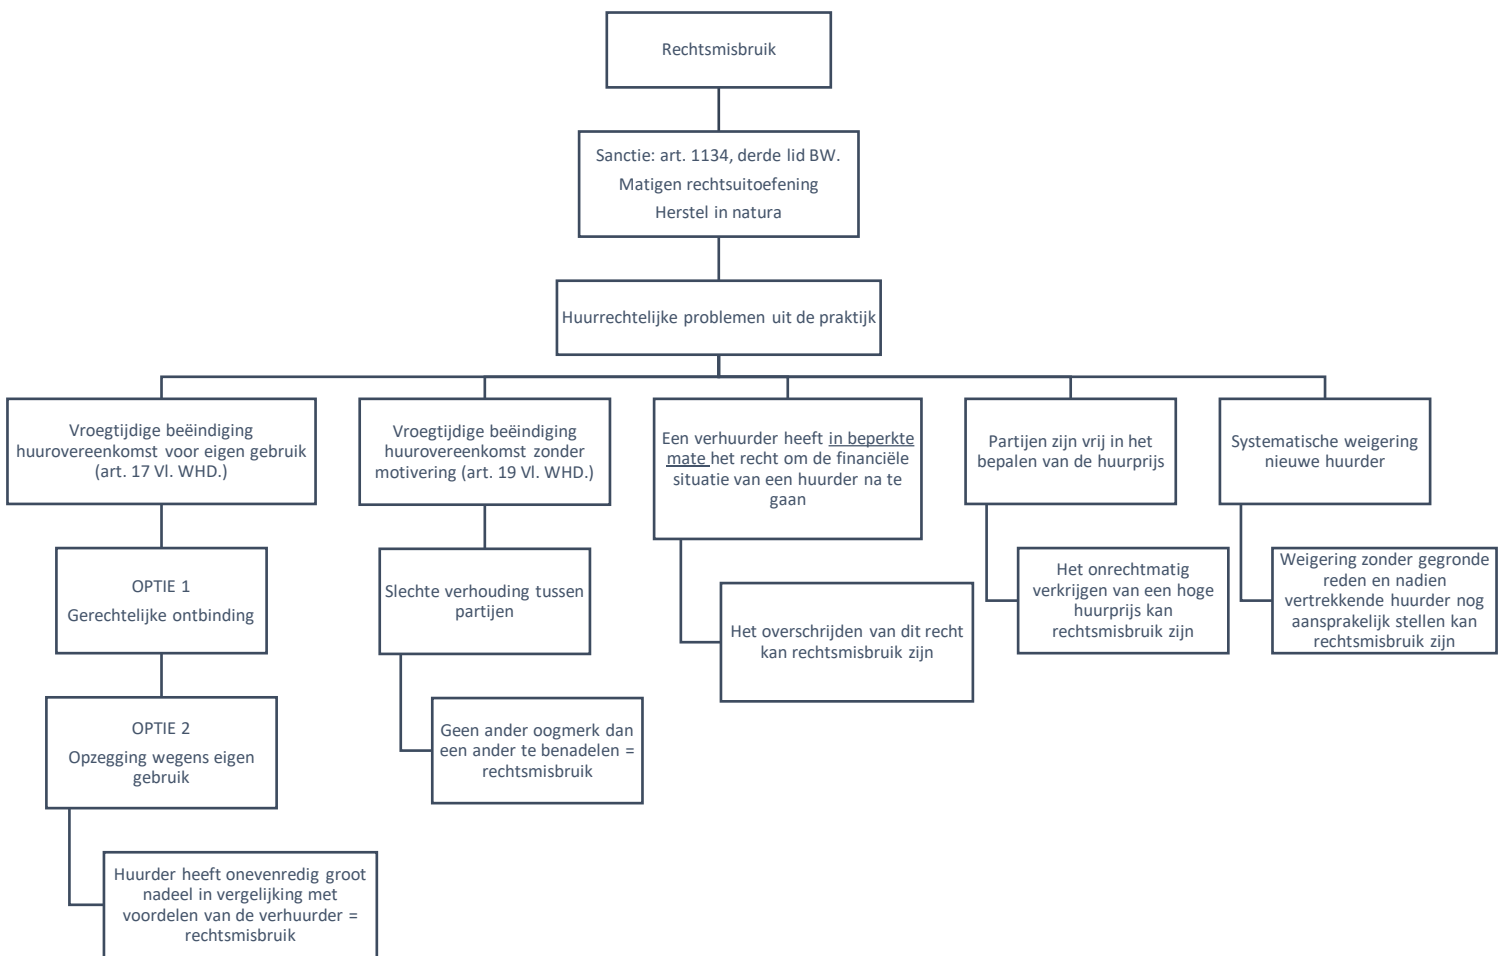 Rechtsmisbruik
Sanctie: art. 1134, derde lid BW.
Matigen rechtsuitoefening
Herstel in natura
Huurrechtelijke problemen uit de praktijk
Vroegtijdige beëindiging
huurovereenkomst voor eigen gebruik
(art. 17 Vl. WHD.)
OPTIE 1
Gerechtelijke ontbinding
OPTIE 2
Opzegging wegens eigen
gebruik
Huurder heeft onevenredig groot
nadeel in vergelijking met
voordelen van de verhuurder =
rechtsmisbruik
Vroegtijdige beëindiging
huurovereenkomst zonder
motivering (art. 19 Vl. WHD.)
Slechte verhouding tussen
partijen
Geen ander oogmerk dan
een ander te benadelen =
rechtsmisbruik
Een verhuurder heeft in beperkte
mate het recht om de financiële
situatie van een huurder na te
gaan
Het overschrijden van dit recht
kan rechtsmisbruik zijn
Partijen zijn vrij in het
bepalen van de huurprijs
Het onrechtmatig
verkrijgen van een hoge
huurprijs kan
rechtsmisbruik zijn
Systematische weigering
nieuwe huurder
Weigering zonder gegronde
reden en nadien
vertrekkende huurder nog
aansprakelijk stellen kan
rechtsmisbruik zijn